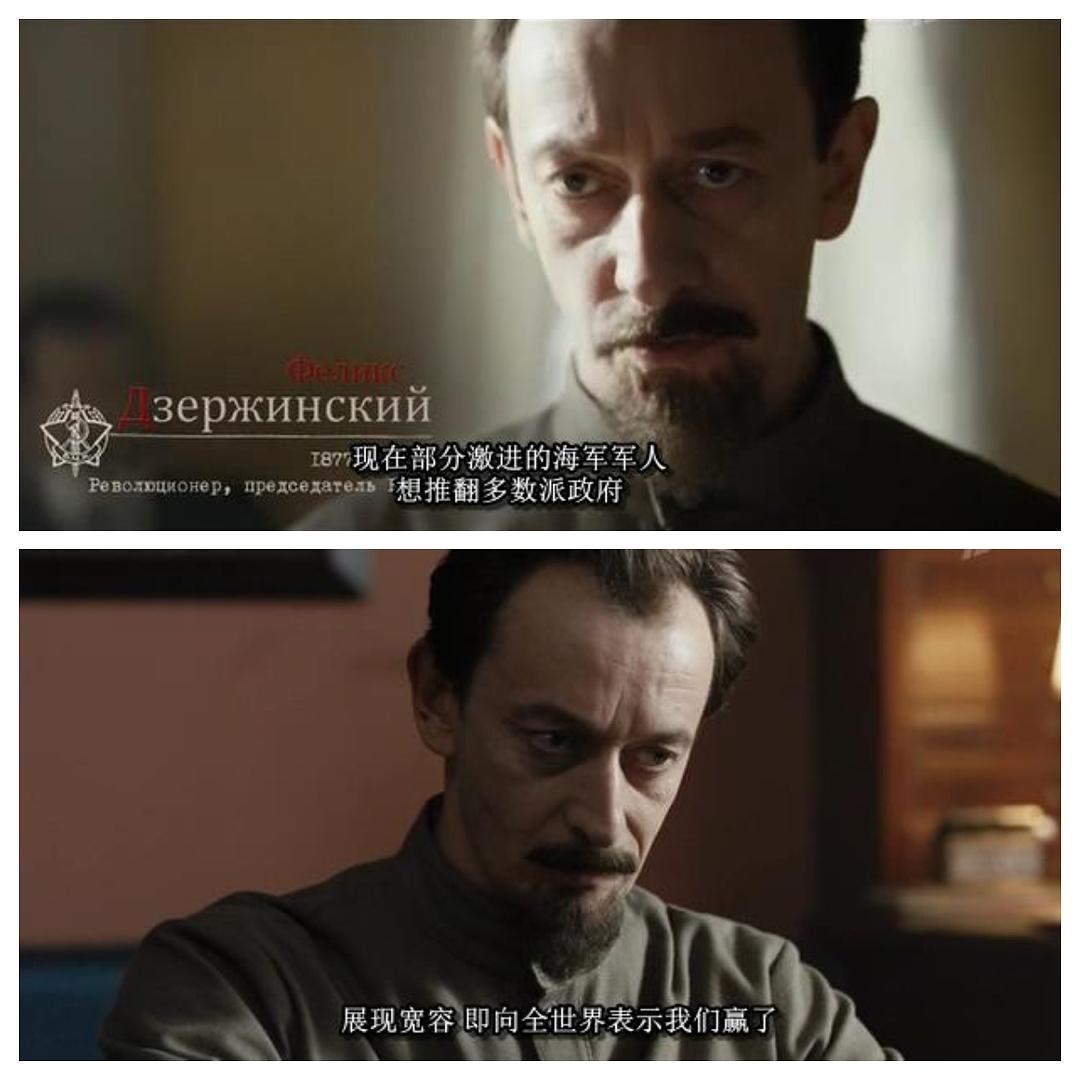 Феликс
Дзержинский
1877
Революционер, председатель
现在部分激进的海军军人
想推翻多数派政府
展现宽容 即向全世界表示我们赢了